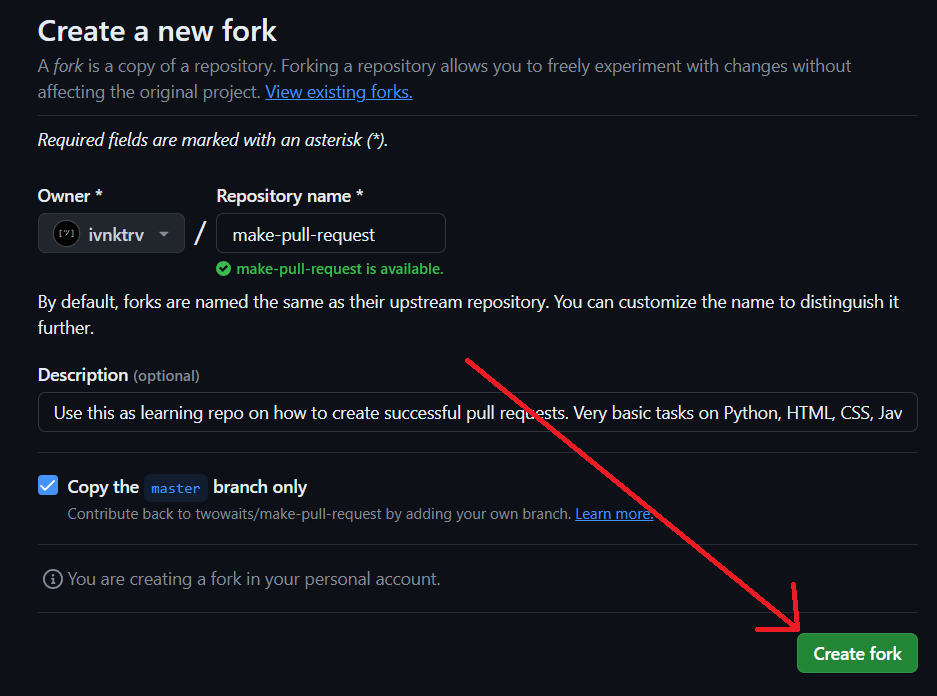 Create a new fork
A fork is a copy of a repository. Forking a repository allows you to freely experiment with changes without
affecting the original project. View existing forks.
Required fields are marked with an asterisk (*).
Owner * Repository name *
ivnktrv / make-pull-request
make-pull-request is available.
By default, forks are named the same as their upstream repository. You can customize the name to distinguish it
further.
Description (optional)
Use this as learning repo on how to create successful pull requests. Very basic tasks on Python, HTML, CSS, Jav
Copy the master branch only
Contribute back to twowaits/make-pull-request by adding your own branch. Learn more.
You are creating a fork in your personal account.
Create fork